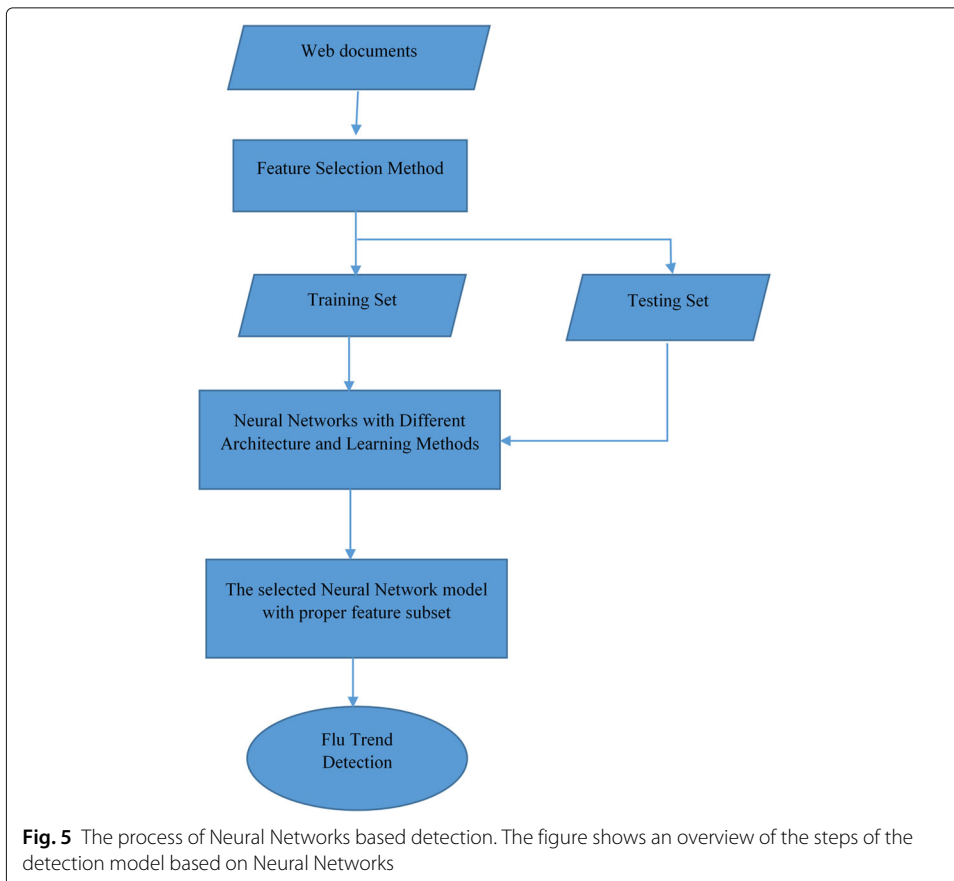 Web documents
Feature Selection Method
Training Set
Testing Set
Neural Networks with Different
Architecture and Learning Methods
The selected Neural Network model
with proper feature subset
Flu Trend
Detection
Fig. 5 The process of Neural Networks based detection. The figure shows an overview of the steps of the
detection model based on Neural Networks